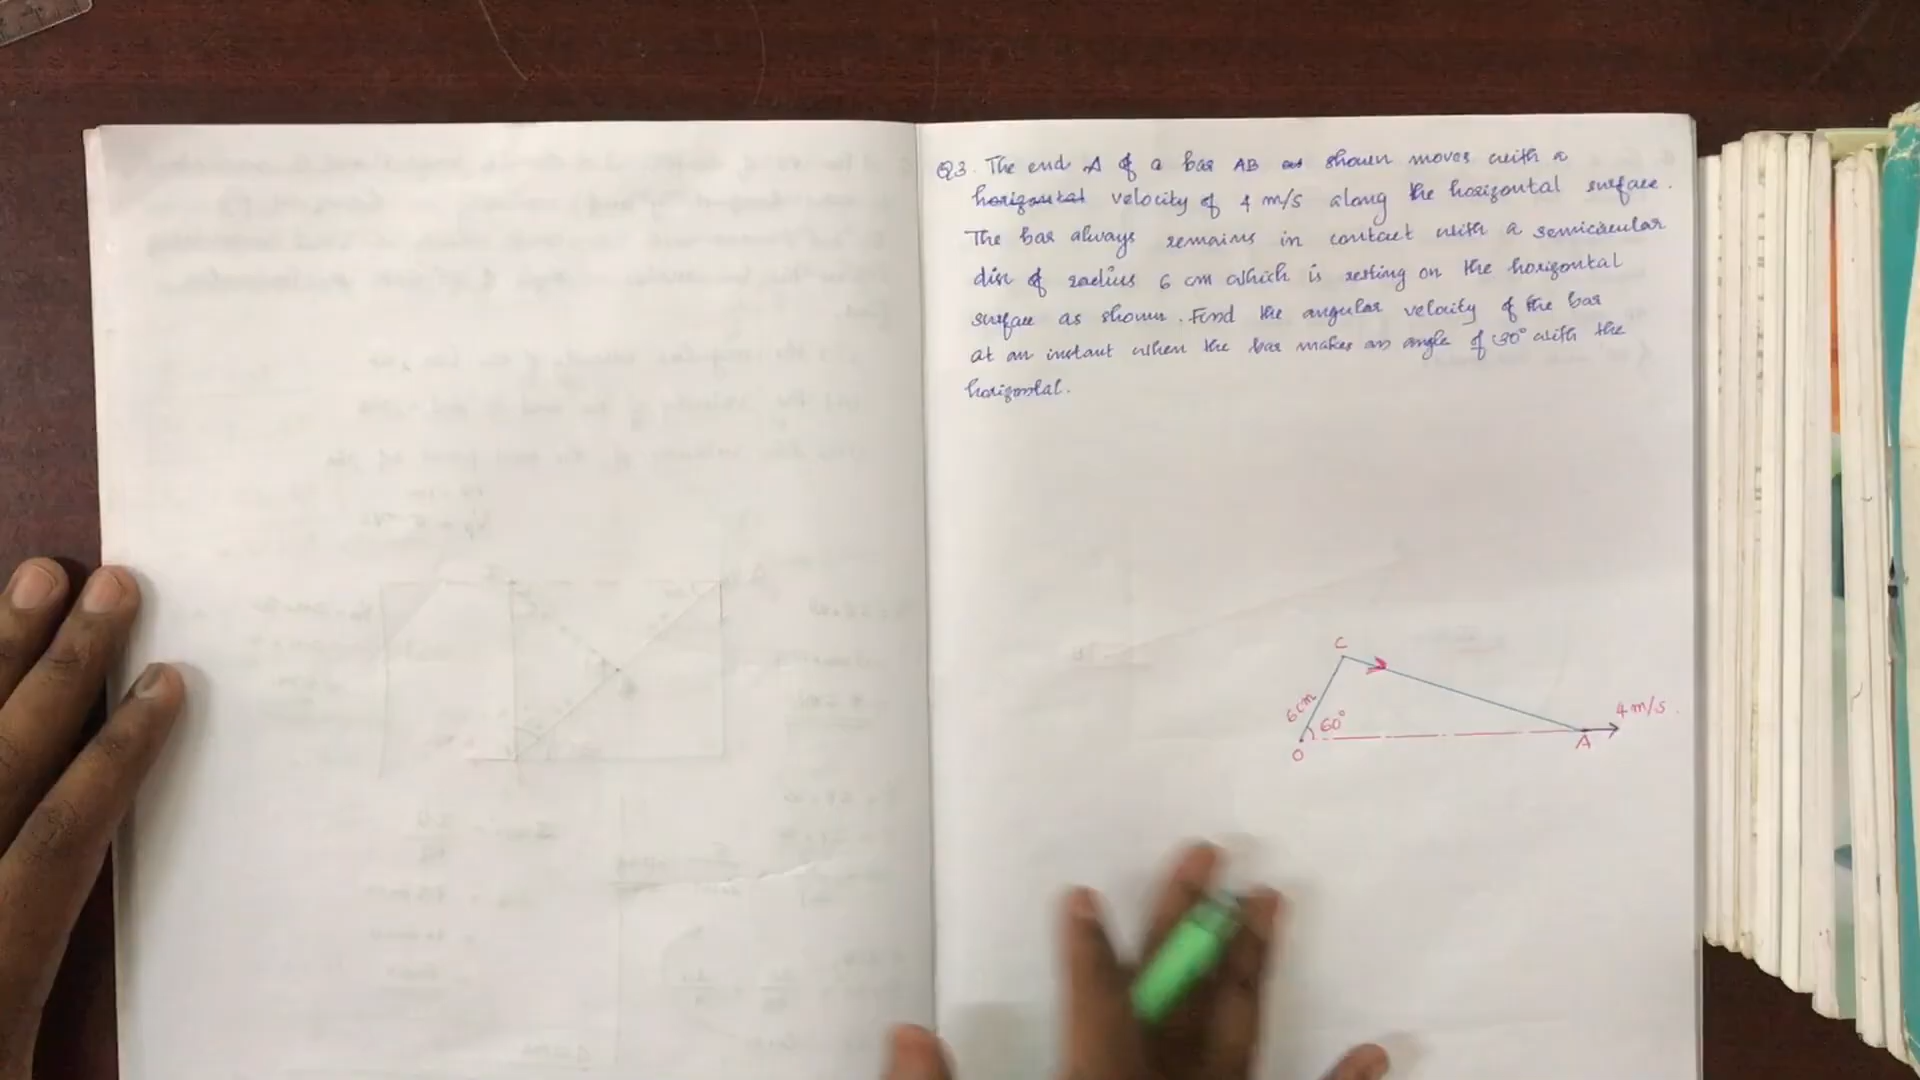 Q3. The end A of a bar AB as shown moves with a
horizontal velocity of 4 m/s along the horizontal surface.
The bar always remains in contact with a semicircular
disc of radius 6 cm which is resting on the horizontal
surface as shown. Find the angular velocity of the bar
at an instant when the bar makes an angle of 30° with the
horizontal.
C
6cm
60°
4 m/s.
O
A